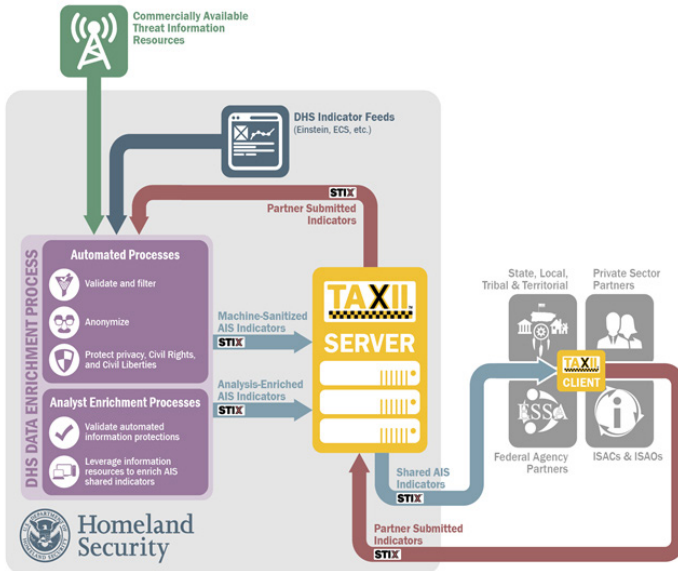 Commercially Available
Threat Information
Resources
DHS Indicator Feeds
(Einstein, ECS, etc.)
STIX
Partner Submitted
Indicators
DHS DATA ENRICHMENT PROCESS
Automated Processes
Validate and filter
Anonymize
Protect privacy, Civil Rights,
and Civil Liberties
Analyst Enrichment Processes
Validate automated
information protections
Leverage information
resources to enrich AIS
shared indicators
Machine-Sanitized
AIS Indicators
STIX
Analysis-Enriched
AIS Indicators
STIX
TAXII
SERVER
State, Local,
Tribal & Territorial
Private Sector
Partners
TAXII
CLIENT
ESSA
Federal Agency
Partners
ISACs & ISAOs
Shared AIS
Indicators
STIX
Partner Submitted
Indicators
STIX
Homeland
Security